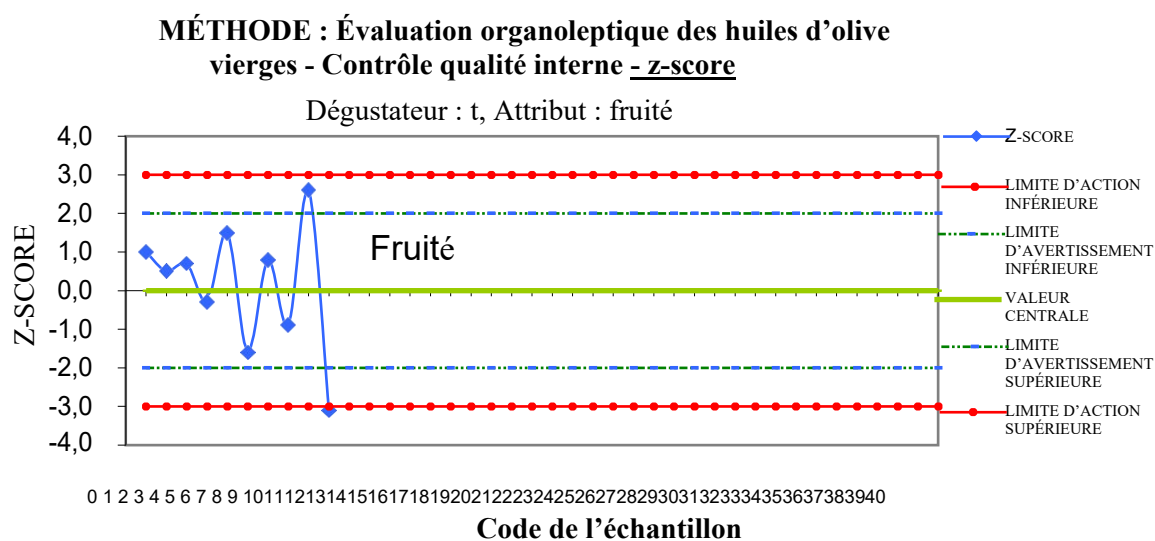 MÉTHODE : Évaluation organoleptique des huiles d’olive
vierges - Contrôle qualité interne - z-score
Dégustateur : t, Attribut : fruité
4,0
3,0
2,0
1,0
0,0
-1,0
-2,0
-3,0
-4,0
Z-SCORE
Fruité
Z-SCORE
LIMITE D’ACTION
INFÉRIEURE
LIMITE
D’AVERTISSEMENT
INFÉRIEURE
VALEUR
CENTRALE
LIMITE
D’AVERTISSEMENT
SUPÉRIEURE
LIMITE D’ACTION
SUPÉRIEURE
0 1 2 3 4 5 6 7 8 9 10111213141516171819202122232425262728293031323334353637383940
Code de l’échantillon